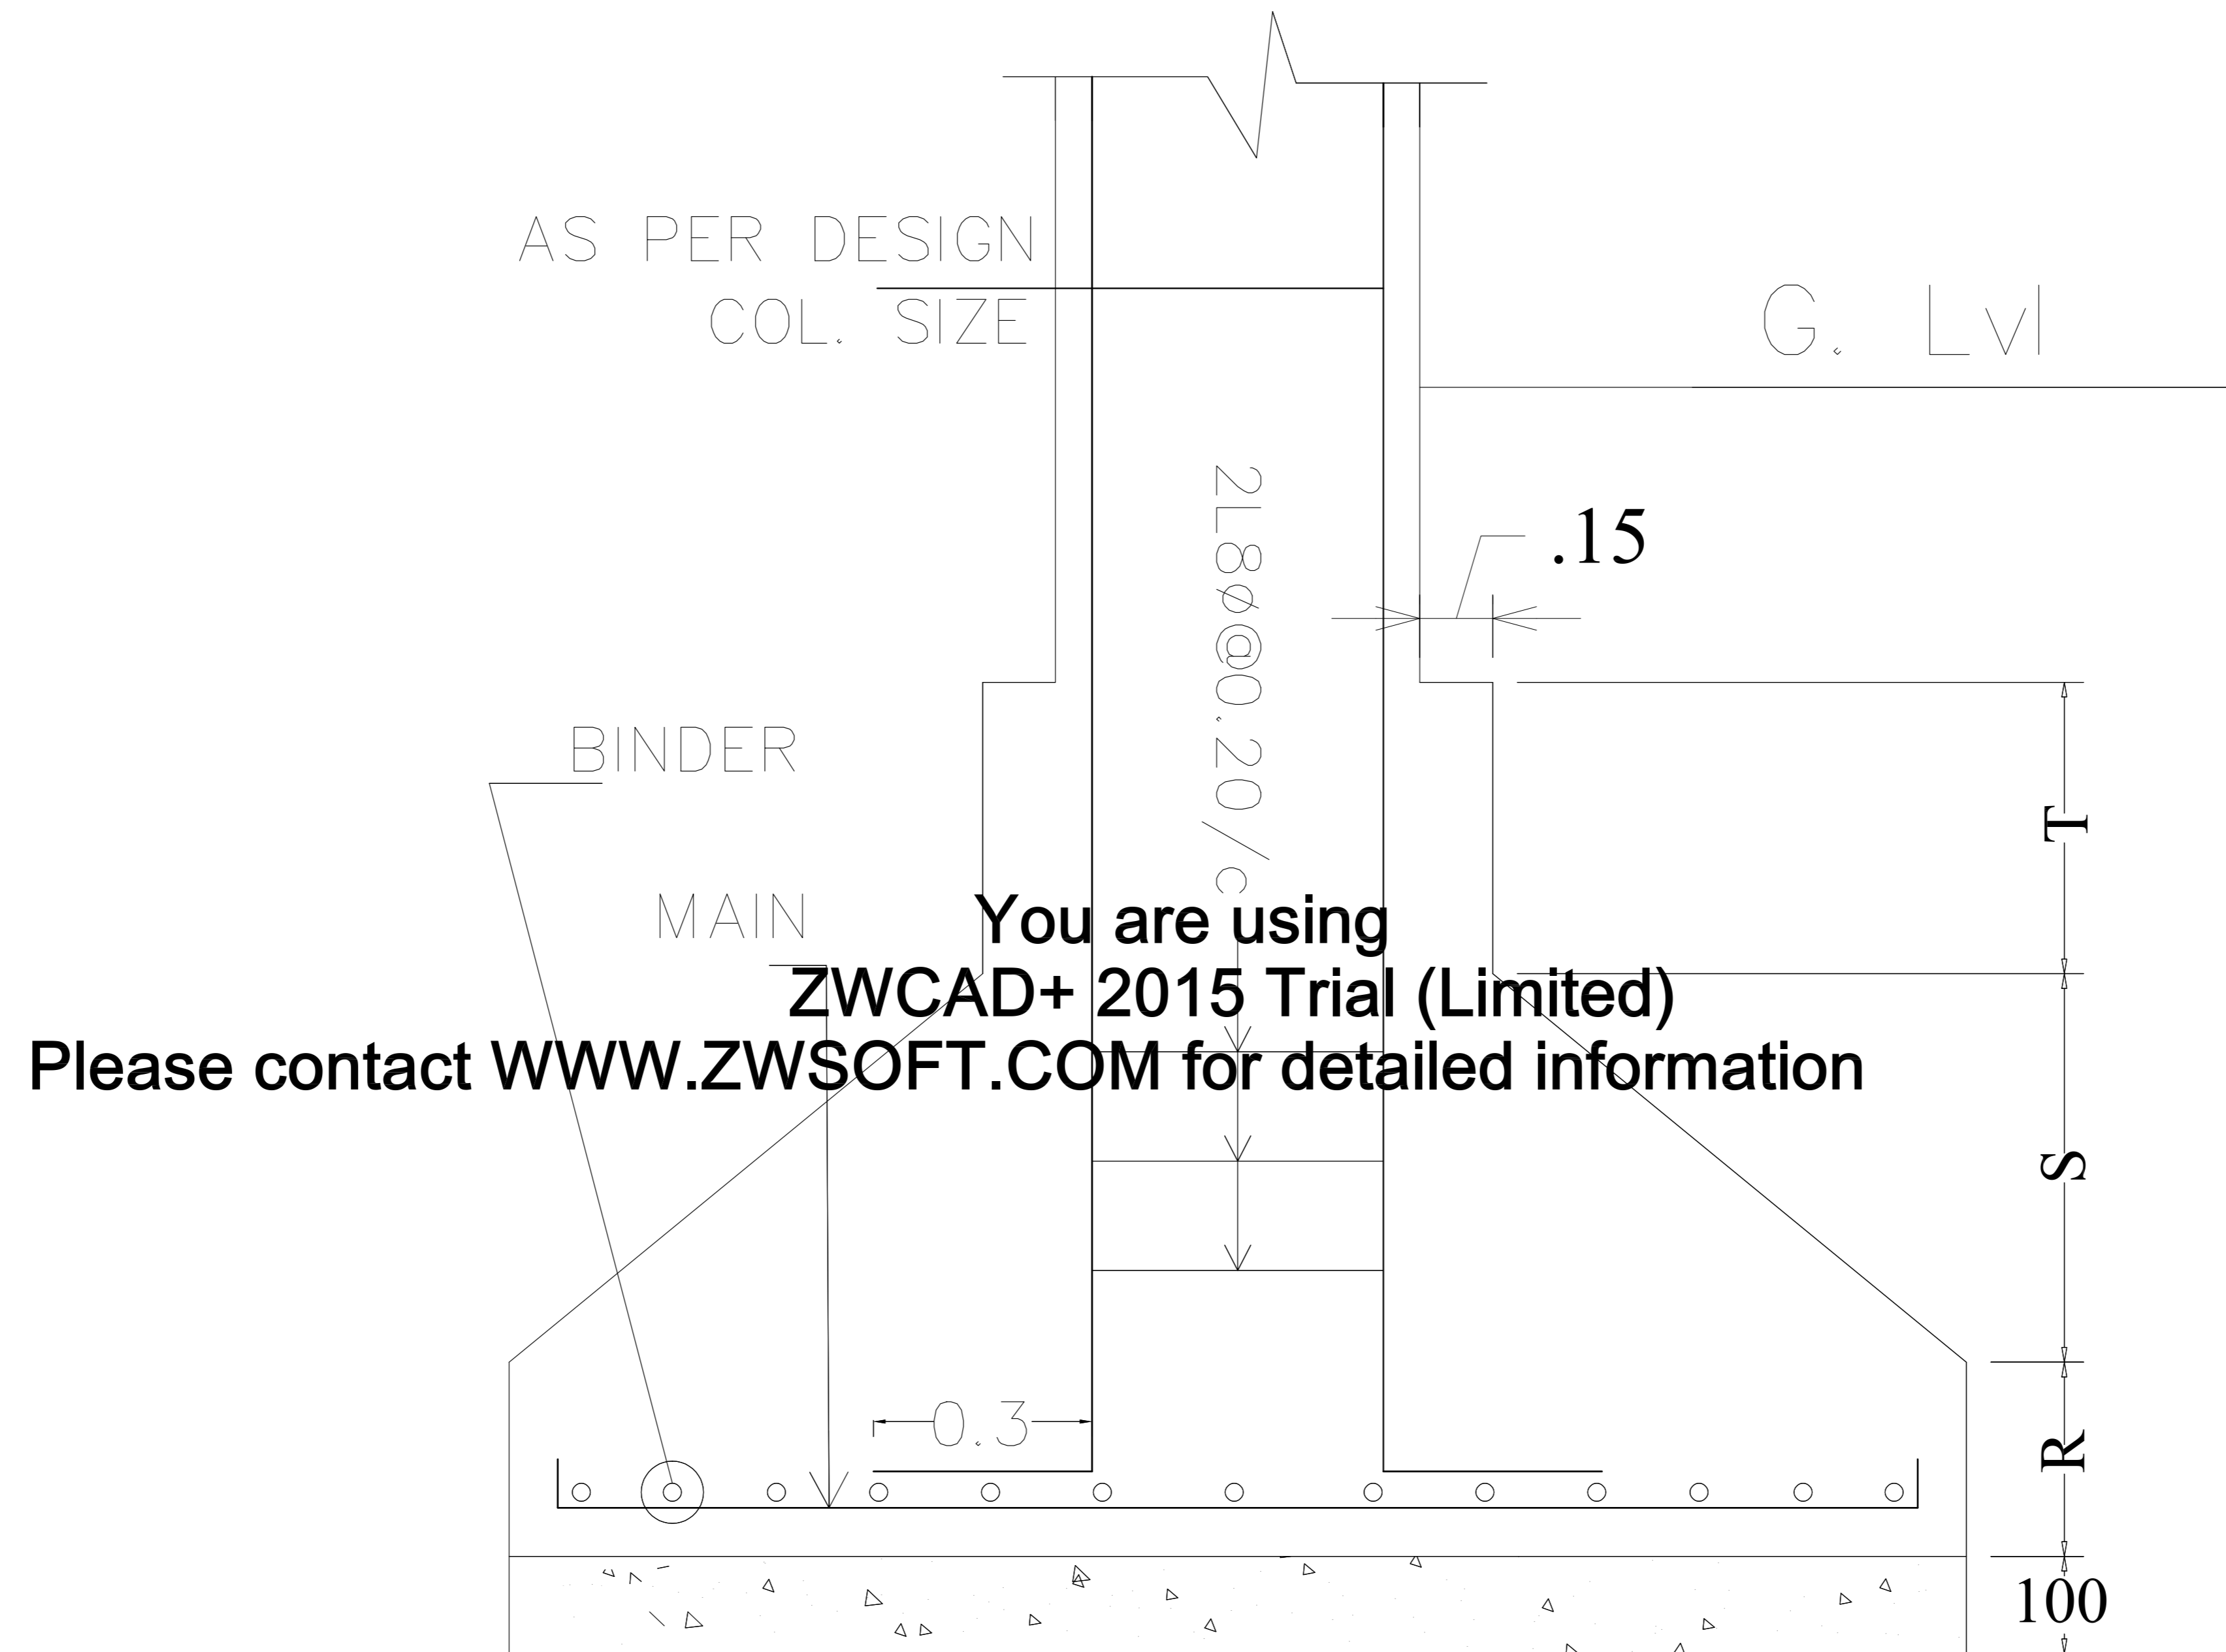 AS PER DESIGN
COL. SIZE
G. Lvl
2L8ø@0.20/c
.15
BINDER
T
MAIN
You are using
ZWCAD+ 2015 Trial (Limited)
Please contact WWW.ZWSOFT.COM for detailed information
S
0.3
R
100